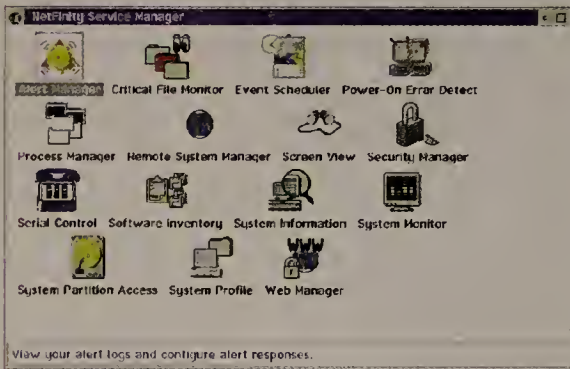 NetFinity Service Manager
Alert Manager Critical File Monitor Event Scheduler Power-On Error Detect
Process Manager Remote System Manager Screen View Security Manager
Serial Control Software Inventory System Information System Monitor
WWW
System Partition Access System Profile Web Manager
View your alert logs and configure alert responses.